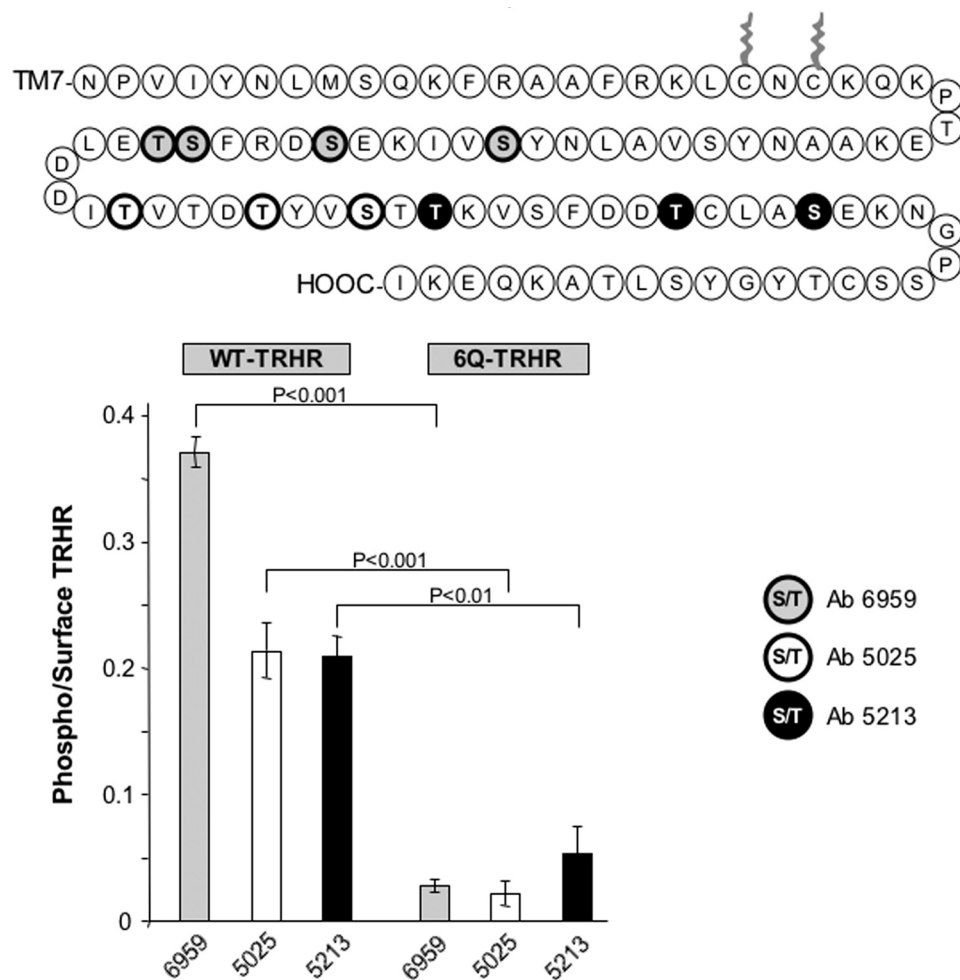 TM7-NPVIYNLMSQKFRAAFRKLCNCKQK
P
T
LETSFRDSEKIVSYNLAVSYNAAKE
D
D
ITVTDTYVSTTKVSFDDTCLASEKN
G
P
HOOC-IKEQKATLSYGYTCSS
WT-TRHR 6Q-TRHR
P<0.001
0.4
0.3
P<0.001
P<0.01
0.2
0.1
0
Phospho/Surface TRHR
6959 5025 5213 6959 5025 5213
S/T Ab 6959
S/T Ab 5025
S/T Ab 5213